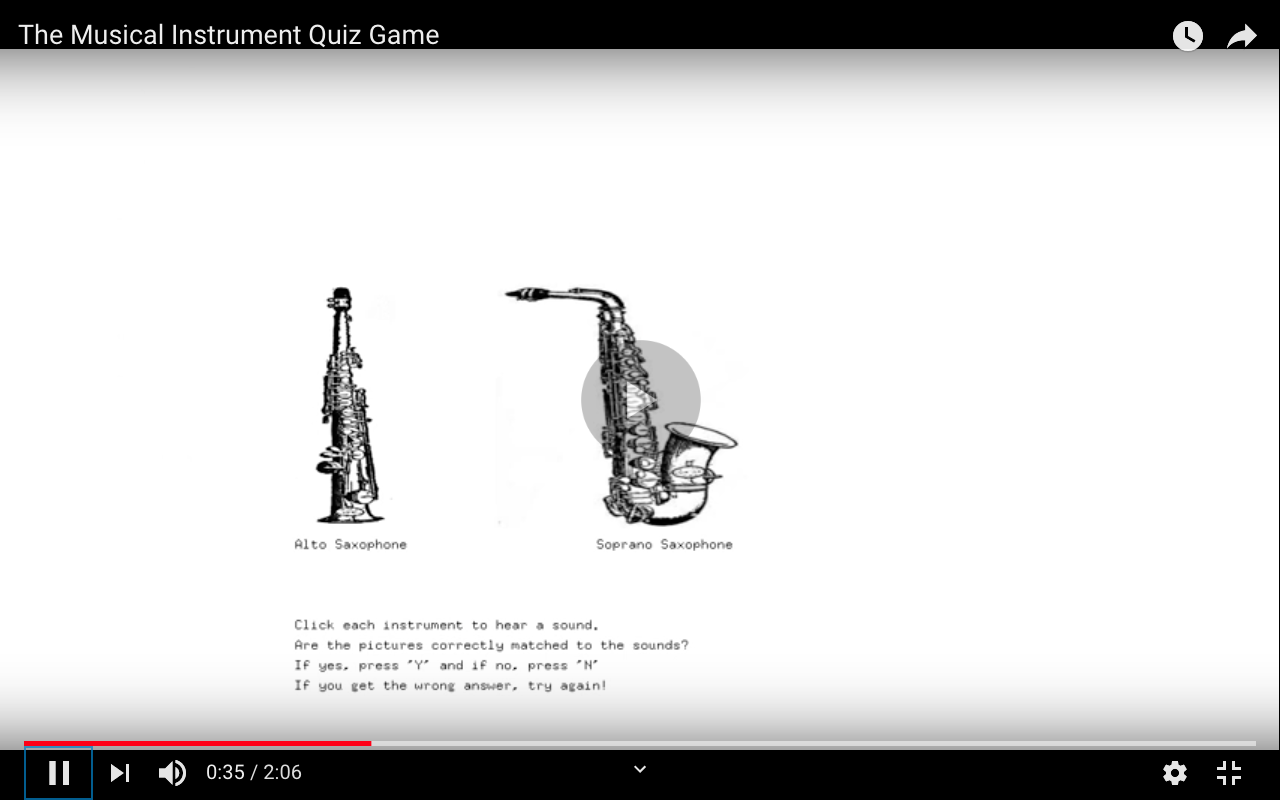 The Musical Instrument Quiz Game
Alto Saxophone
Soprano Saxophone
Click each instrument to hear a sound.
Are the pictures correctly matched to the sounds?
If yes, press "Y" and if no, press "N"
If you get the wrong answer, try again!
0:35 / 2:06